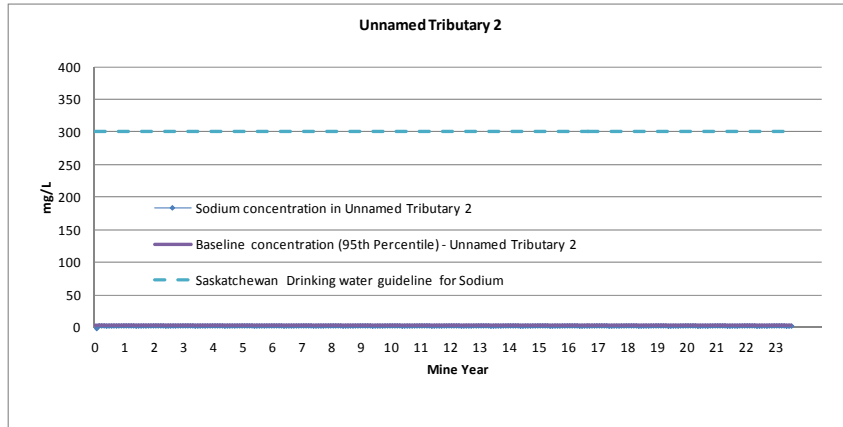 Unnamed Tributary 2
400
350
300
250
200
150
100
50
0
mg/L
Sodium concentration in Unnamed Tributary 2
Baseline concentration (95th Percentile) - Unnamed Tributary 2
Saskatchewan Drinking water guideline for Sodium
0 1 2 3 4 5 6 7 8 9 10 11 12 13 14 15 16 17 18 19 20 21 22 23
Mine Year